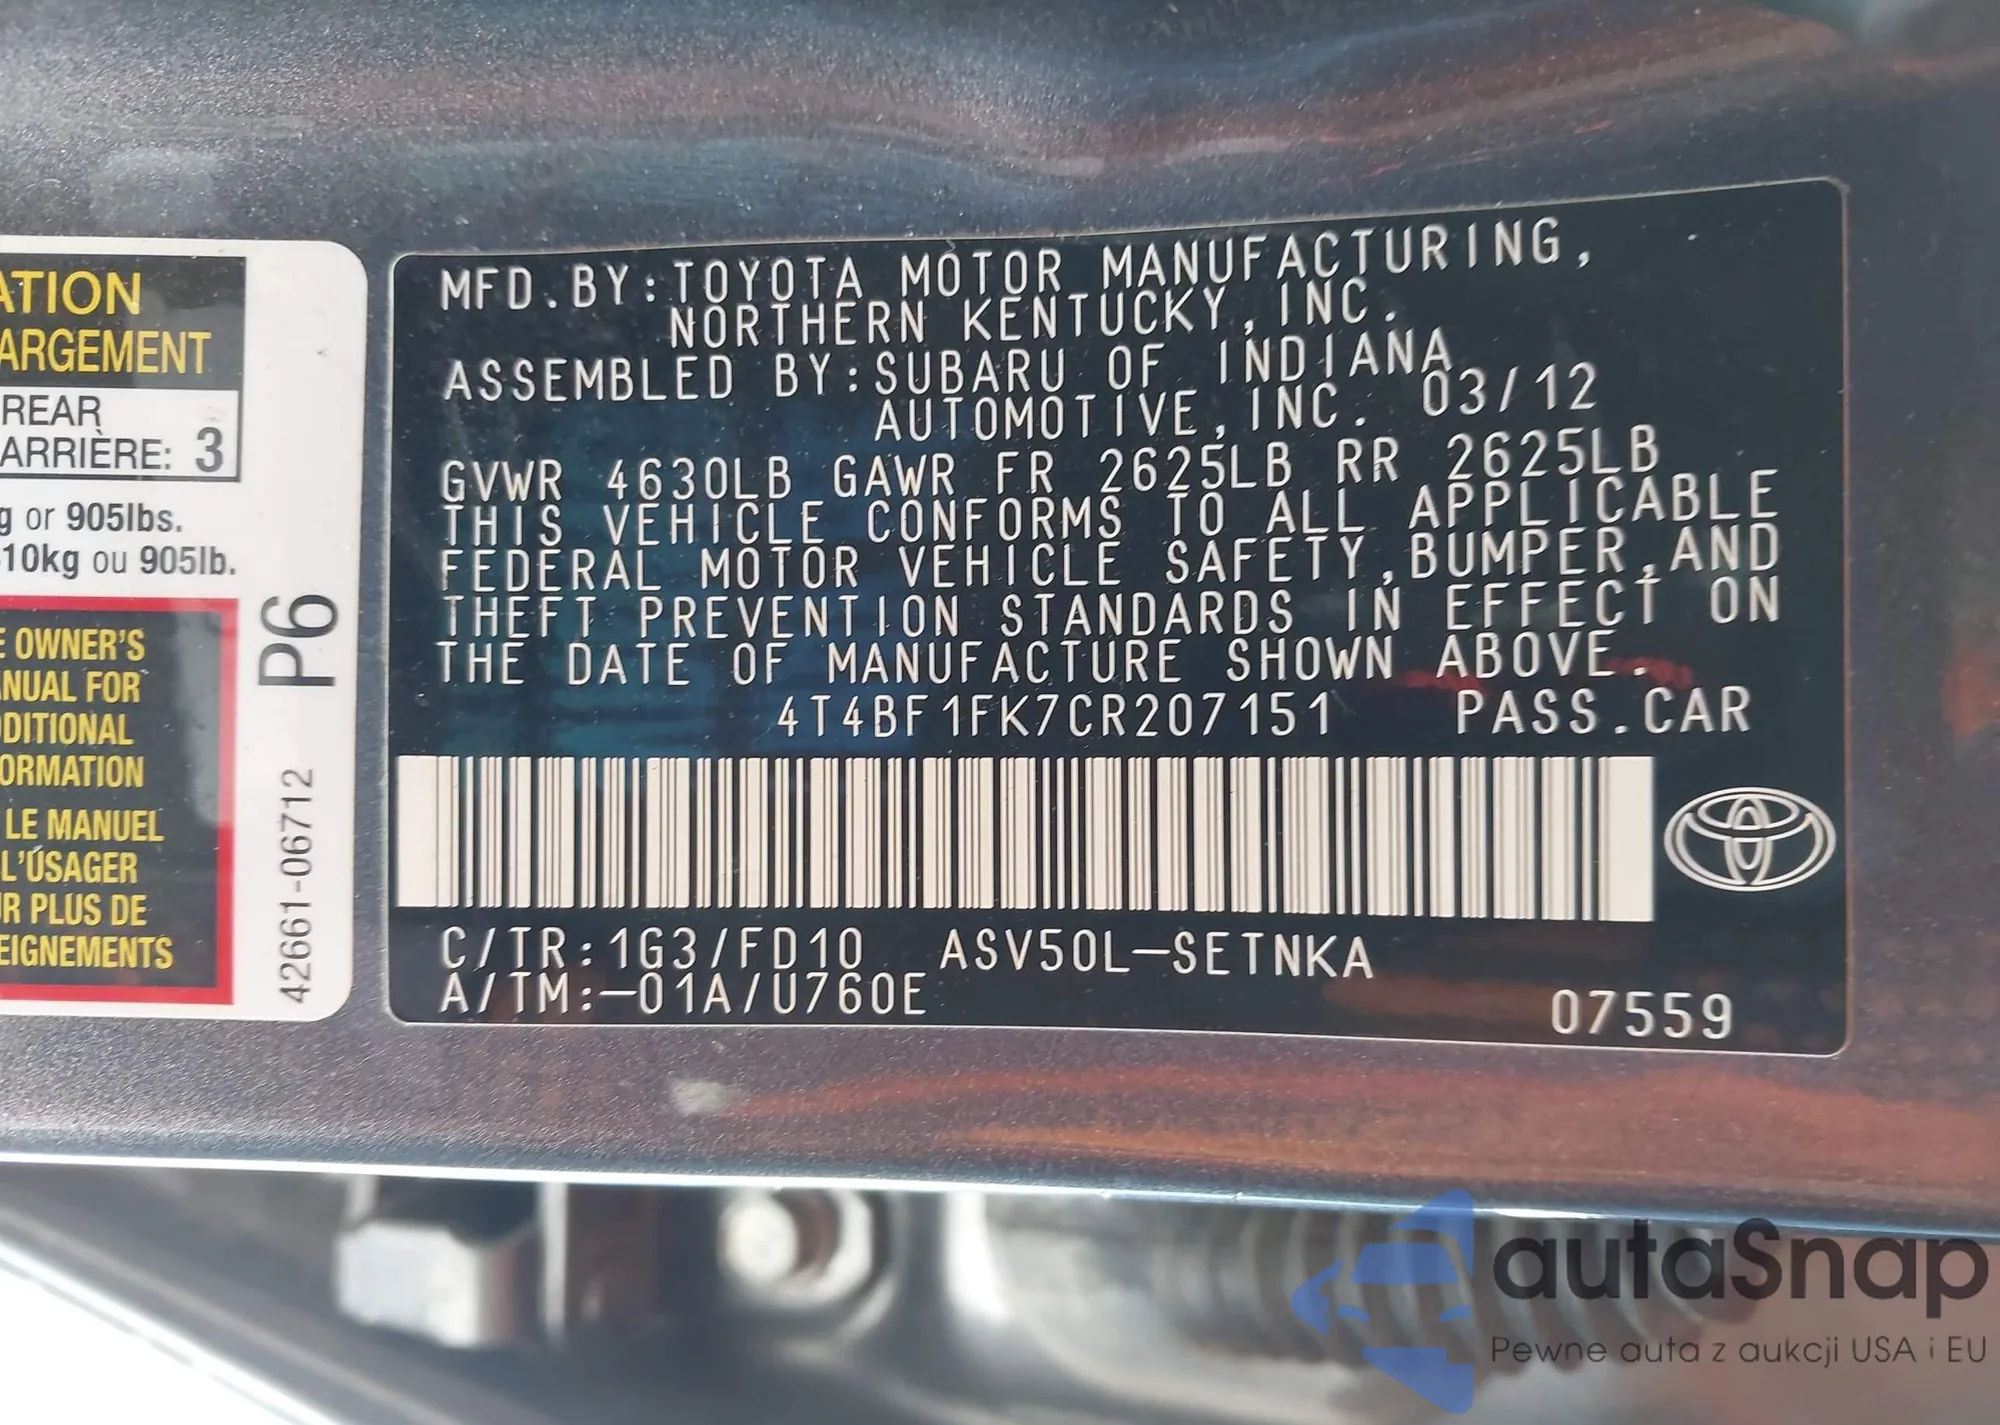 ATION
ARGEMENT
REAR
ARRIÈRE: 3
g or 905lbs.
10kg ou 905lb.
E OWNER'S
NUAL FOR
DDITIONAL
ORMATION
LE MANUEL
L'ÚSAGER
R PLUS DE
EIGNEMENTS
P6
42661-06712
MFD.BY:TOYOTA MOTOR MANUFACTURING,
NORTHERN KENTUCKY,INC.
ASSEMBLED BY:SUBARU OF INDIANA
AUTOMOTIVE,INC. 03/12
GVWR 4630LB GAWR FR 2625LB RR 2625LB
THIS VEHICLE CONFORMS TO ALL APPLICABLE
FEDERAL MOTOR VEHICLE SAFETY,BUMPER,AND
THEFT PREVENTION STANDARDS IN EFFECT ON
THE DATE OF MANUFACTURE SHOWN ABOVE.
4T4BF1FK7CR207151 PASS.CAR
C/TR:1G3/FD10 ASV50L-SETNKA
A/TM:-01A/U760E
07559
autaSnap
Pewne auta z aukcji USA i EU